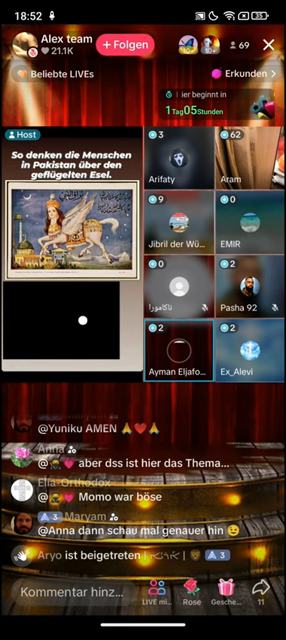 18:52
35
Alex team
21.1K
+ Folgen
69
Beliebte LIVEs
Erkunden >
ier beginnt in
1Tag05Stunden
Host
So denken die Menschen
in Pakistan über den
geflügelten Esel.
3
Arifaty
62
Aram
9
Jibril der Wü...
0
EMIR
0
ناكامورا
2
Pasha 92
2
Ayman Eljafo...
2
Ex_Alevi
Maryam
@Yuniku AMEN 🙏❤️🙏
Anna
@ aber dss ist hier das Thema...
Elia Orthodox
@ Momo war böse
3 Maryam
@Anna dann schau mal genauer hin 😉
Aryo ist beigetreten
3
Kommentar hinz...
LIVE mi...
Rose
Gesche...
11